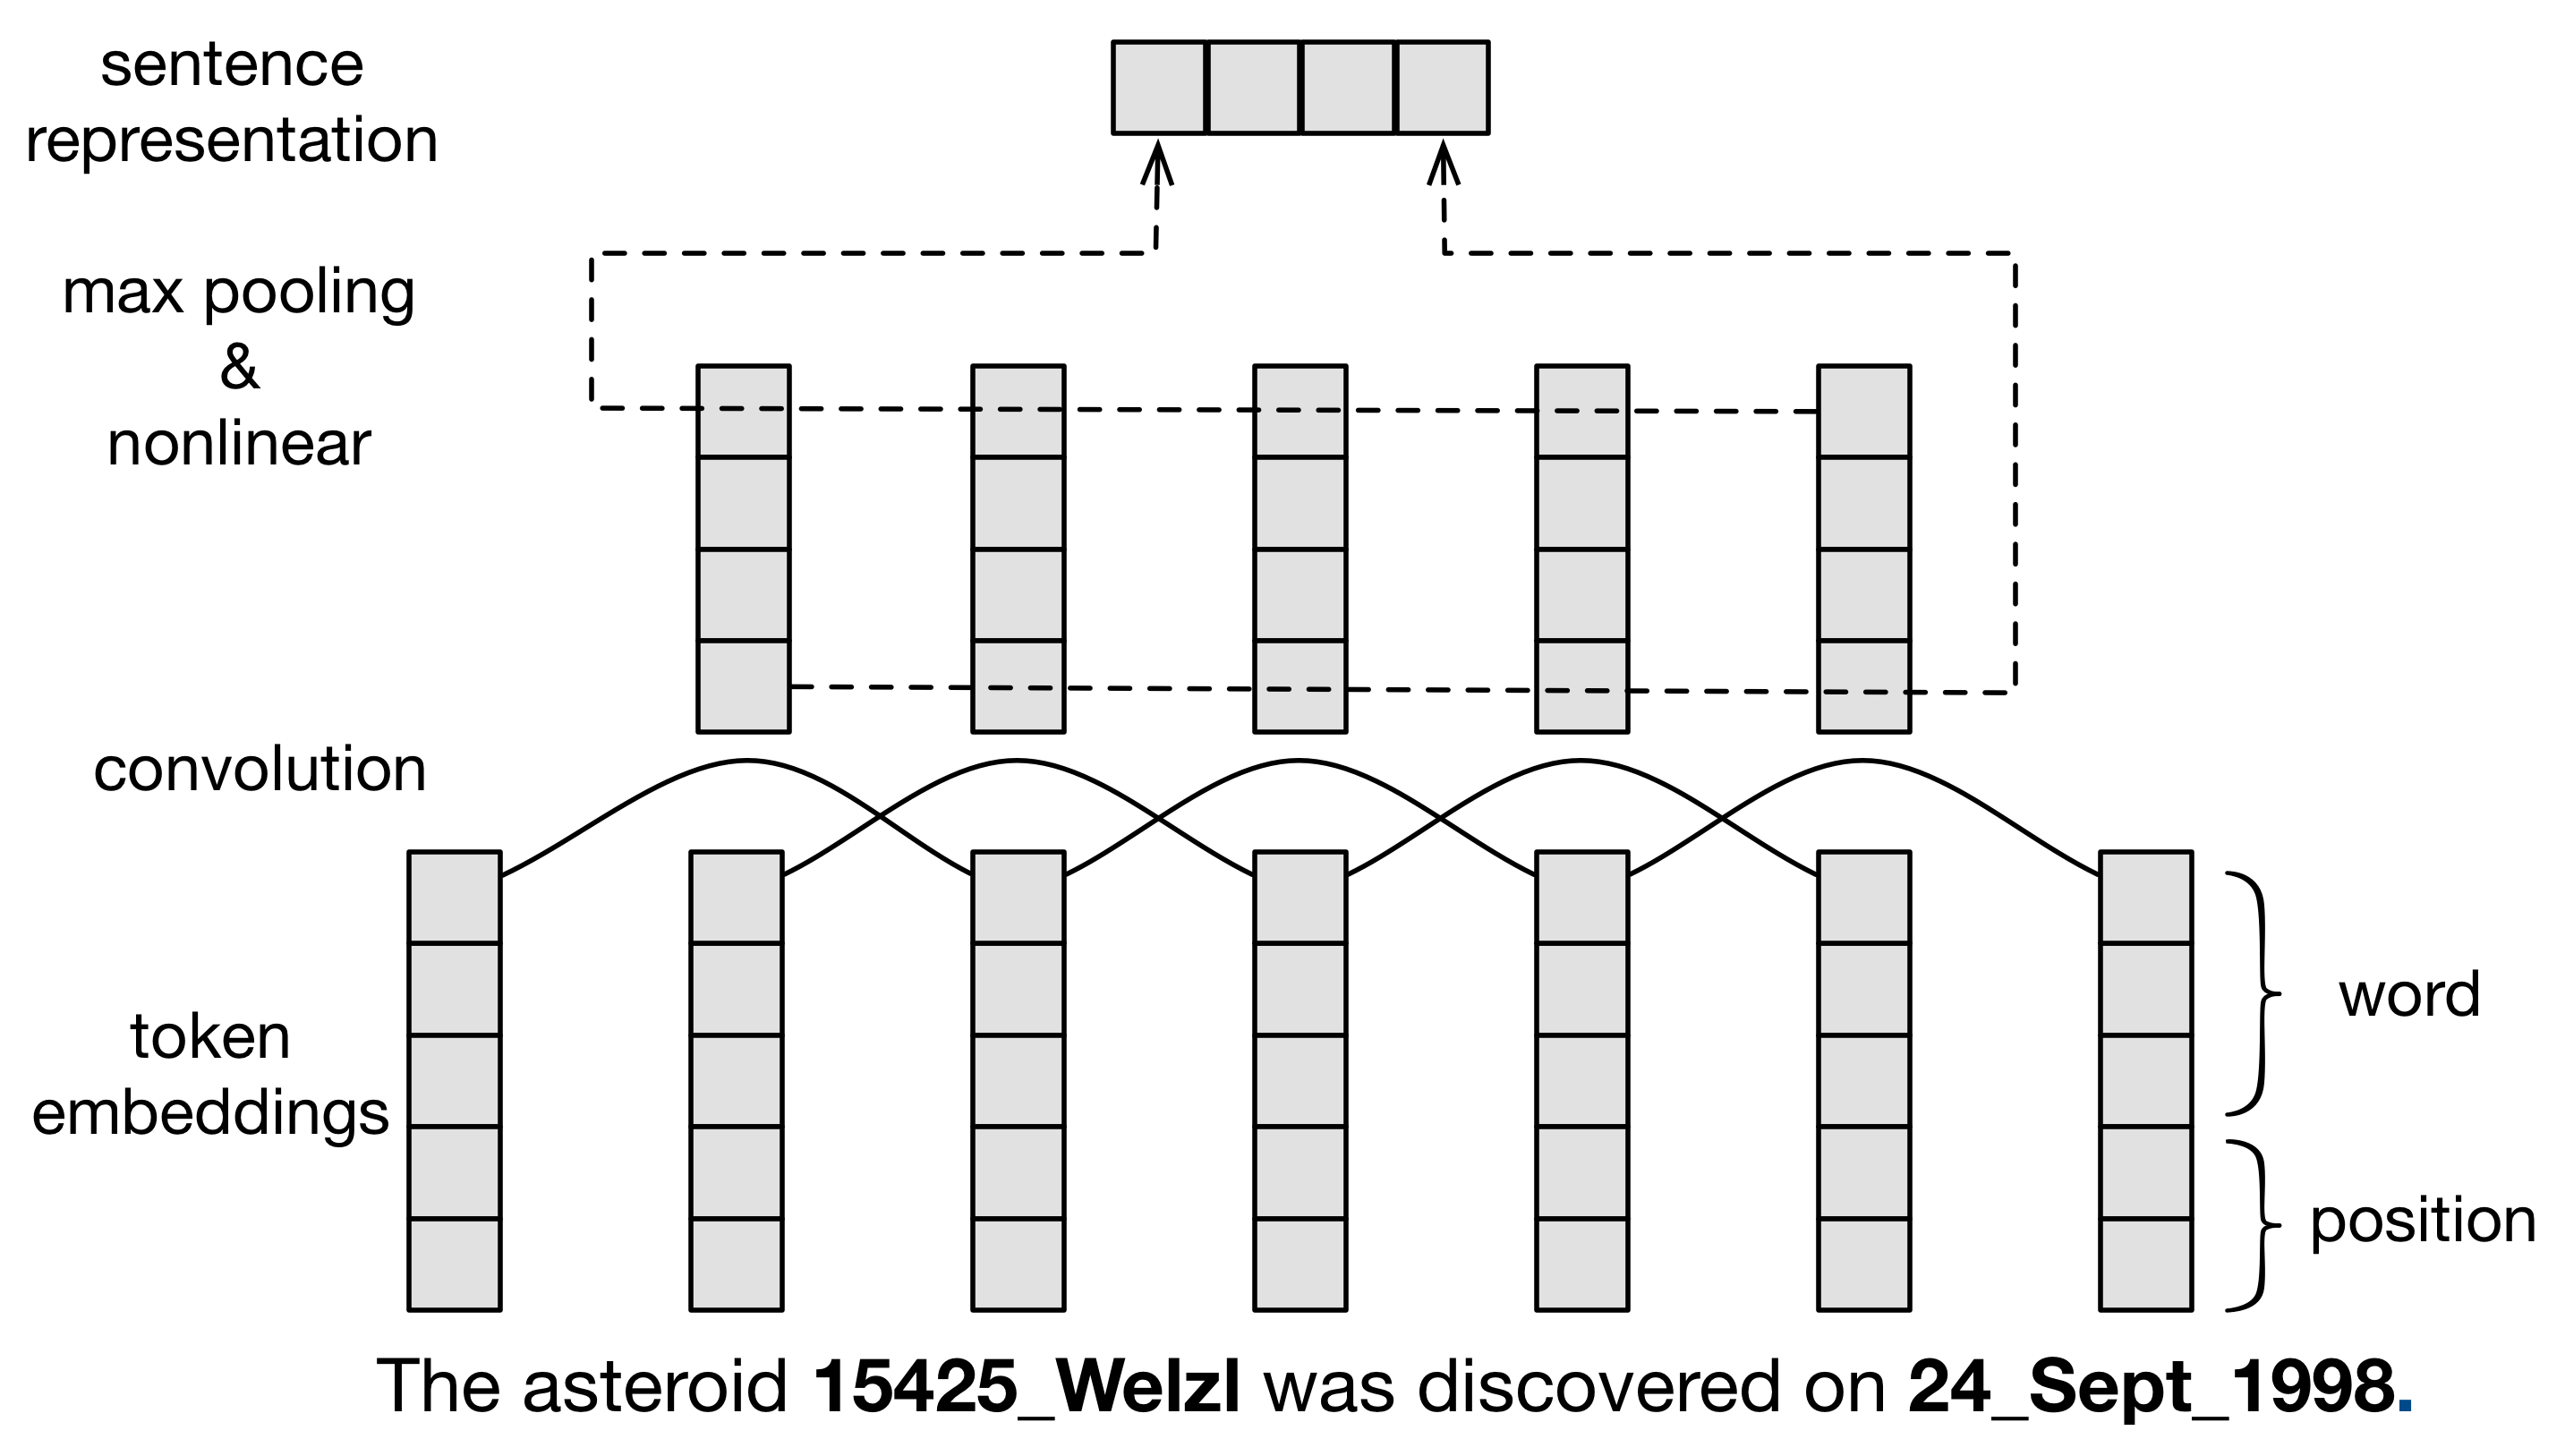 sentence
representation
max pooling
&
nonlinear
convolution
token
embeddings
word
position
The asteroid 15425_Welzl was discovered on 24_Sept_1998.